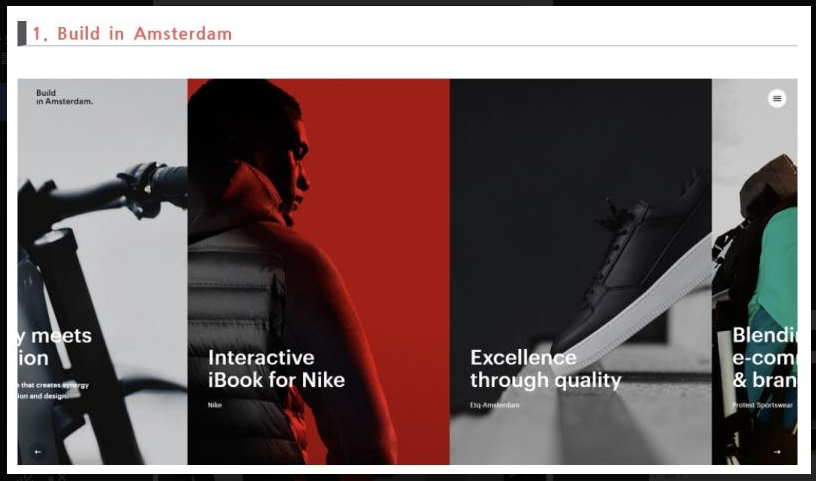 1. Build in Amsterdam
Build
in Amsterdam.
y meets
ion
that creates synergy
ion and design.
Interactive
iBook for Nike
Nike
Excellence
through quality
Etq-Amsterdam
Blendi
e-com
& bran
Protest Sportswear